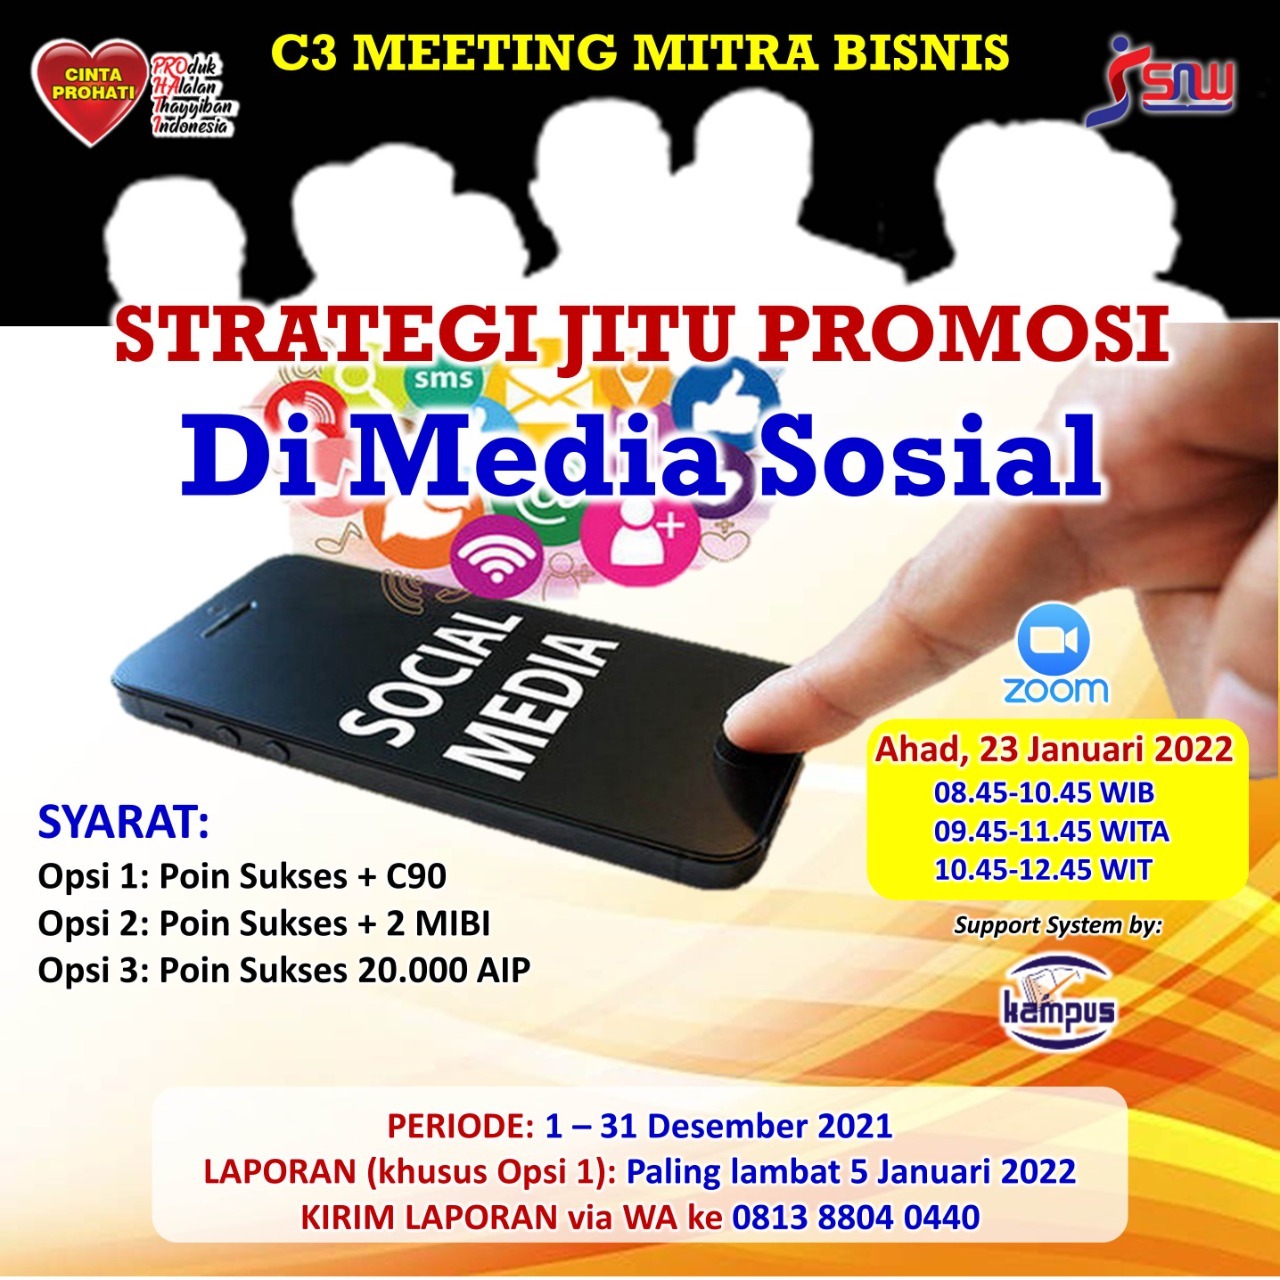 C3 MEETING MITRA BISNIS
CINTA
PROHATI
PROduk
HAlalan
Thayyiban
Indonesia
SNW
STRATEGI JITU PROMOSI
sms
Di Media Sosial
SOCIAL
MEDIA
zoom
Ahad, 23 Januari 2022
08.45-10.45 WIB
09.45-11.45 WITA
10.45-12.45 WIT
SYARAT:
Opsi 1: Poin Sukses + C90
Opsi 2: Poin Sukses + 2 MIBI
Opsi 3: Poin Sukses 20.000 AIP
Support System by:
kampus
PERIODE: 1 – 31 Desember 2021
LAPORAN (khusus Opsi 1): Paling lambat 5 Januari 2022
KIRIM LAPORAN via WA ke 0813 8804 0440